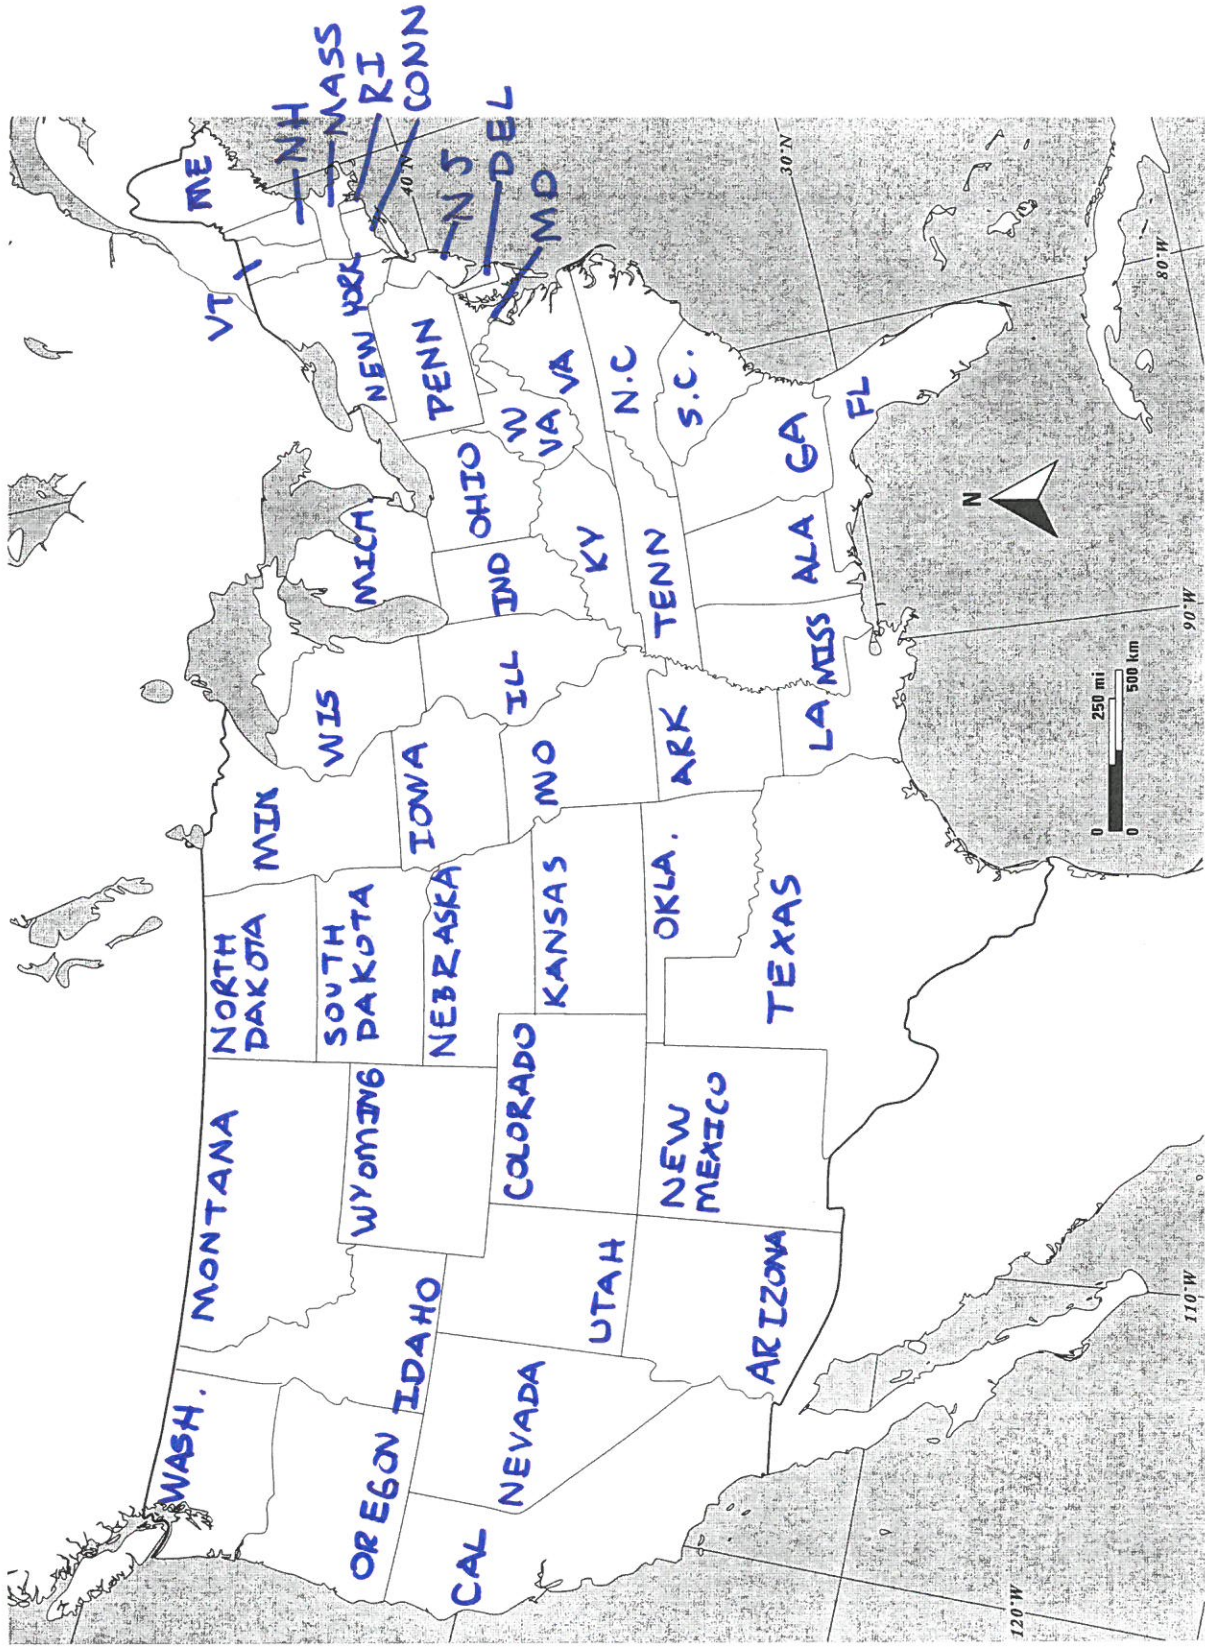 WASH.
MONTANA
NORTH
DAKOTA
MIN
VT
ME
NH
MASS
RI
CONN
OREGON
IDAHO
WYOMING
SOUTH
DAKOTA
WIS
MICH.
NEW YORK
40°N
NJ
DEL
MD
CAL
NEVADA
UTAH
COLORADO
NEBRASKA
IOWA
ILL
IND
OHIO
PENN
KANSAS
MO
KY
W
VA
VA
ARIZONA
NEW
MEXICO
OKLA.
ARK
TENN
N.C
S.C.
TEXAS
LA
MISS
ALA
GA
FL
30°N
N
0
250 mi
0
500 km
120°W
110°W
90°W
80°W